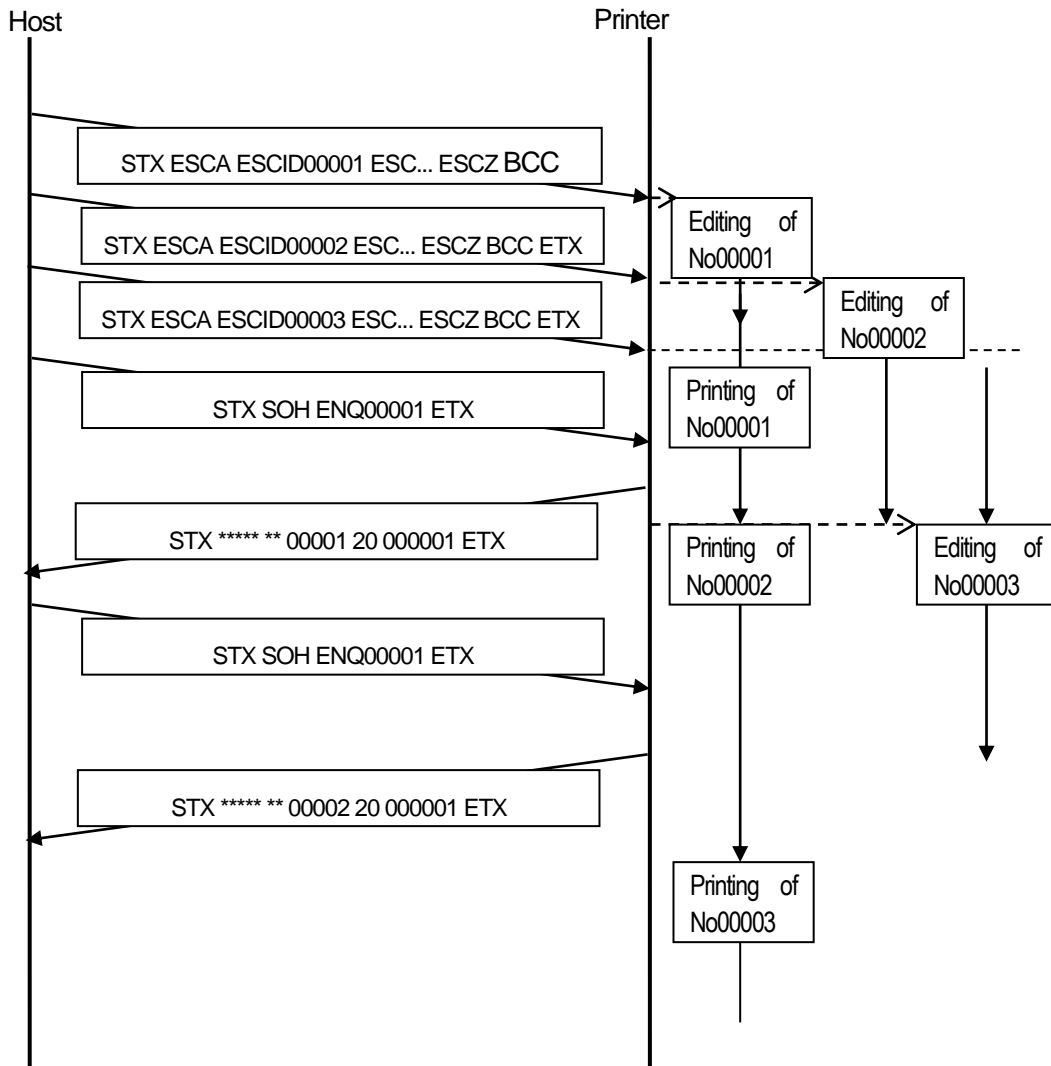 Host
Printer
STX ESCA ESCID00001 ESC... ESCZ BCC
Editing of
No00001
STX ESCA ESCID00002 ESC... ESCZ BCC ETX
Editing of
No00002
STX ESCA ESCID00003 ESC... ESCZ BCC ETX
STX SOH ENQ00001 ETX
Printing of
No00001
STX ***** ** 00001 20 000001 ETX
Printing of
No00002
Editing of
No00003
STX SOH ENQ00001 ETX
STX ***** ** 00002 20 000001 ETX
Printing of
No00003